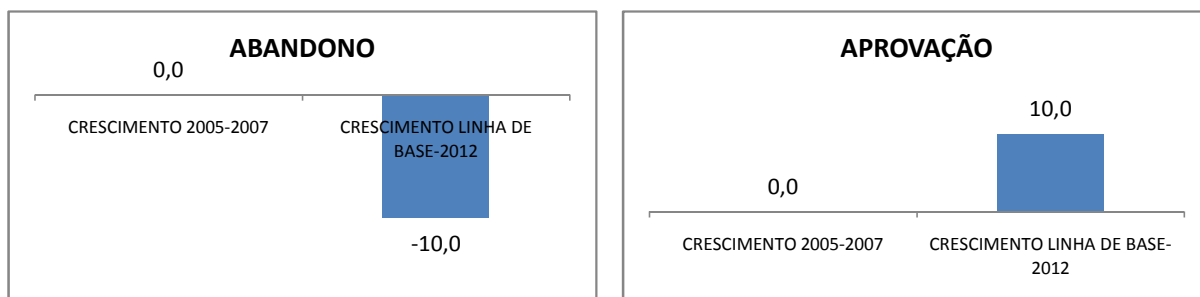 ABANDONO
0,0
CRESCIMENTO 2005-2007
CRESCIMENTO LINHA DE
BASE-2012
-10,0
APROVAÇÃO
10,0
0,0
CRESCIMENTO 2005-2007
CRESCIMENTO LINHA DE BASE-
2012